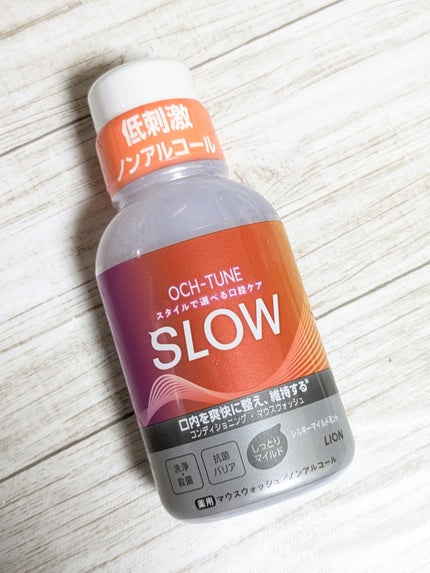 低刺激
ノンアルコール
OCH-TUNE
スタイルで選べる口腔ケア
SLOW
口内を爽快に整え、維持する*
コンディショニング・マウスウォッシュ
洗浄
殺菌
抗菌
バリア
しっとり
マイルド
シルキーマイルドミント
LION
薬用 マウスウォッシュ/ノンアルコール